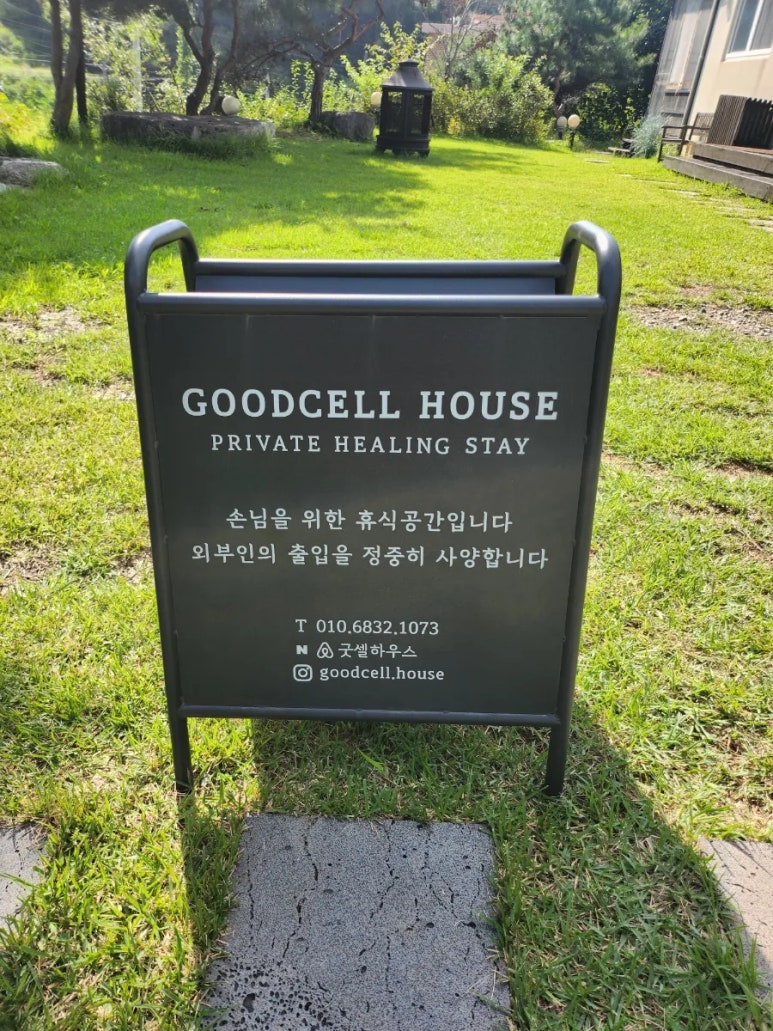 GOODCELL HOUSE
PRIVATE HEALING STAY
손님을 위한 휴식공간입니다
외부인의 출입을 정중히 사양합니다
T 010.6832.1073
N 굿셀하우스
goodcell.house